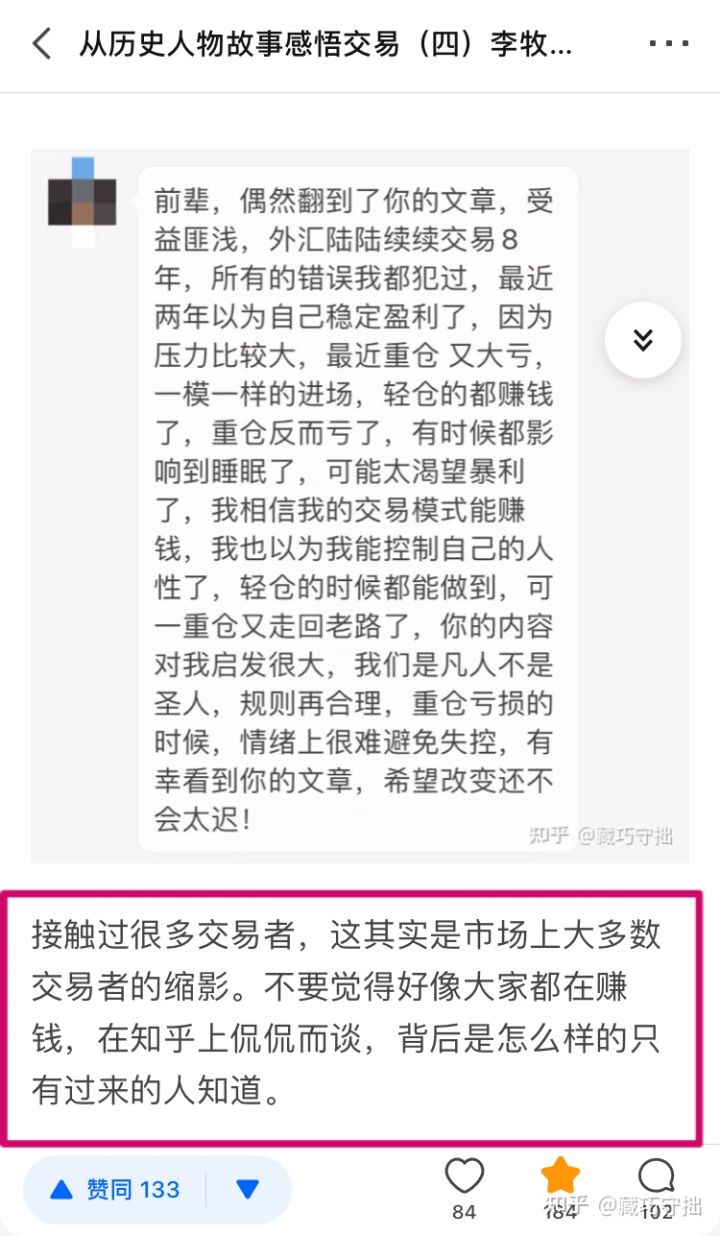 从历史人物故事感悟交易（四）李牧...
前辈，偶然翻到了你的文章，受
益匪浅，外汇陆陆续续交易8
年，所有的错误我都犯过，最近
两年以为自己稳定盈利了，因为
压力比较大，最近重仓 又大亏，
一模一样的进场，轻仓的都赚钱
了，重仓反而亏了，有时候都影
响到睡眠了，可能太渴望暴利
了，我相信我的交易模式能赚
钱，我也以为我能控制自己的人
性了，轻仓的时候都能做到，可
一重仓又走回老路了，你的内容
对我启发很大，我们是凡人不是
圣人，规则再合理，重仓亏损的
时候，情绪上很难避免失控，有
幸看到你的文章，希望改变还不
会太迟！
知乎 @藏巧守拙
接触过很多交易者，这其实是市场上大多数
交易者的缩影。不要觉得好像大家都在赚
钱，在知乎上侃侃而谈，背后是怎么样的只
有过来的人知道。
赞同 133
84
184
102
知乎 @藏巧守拙